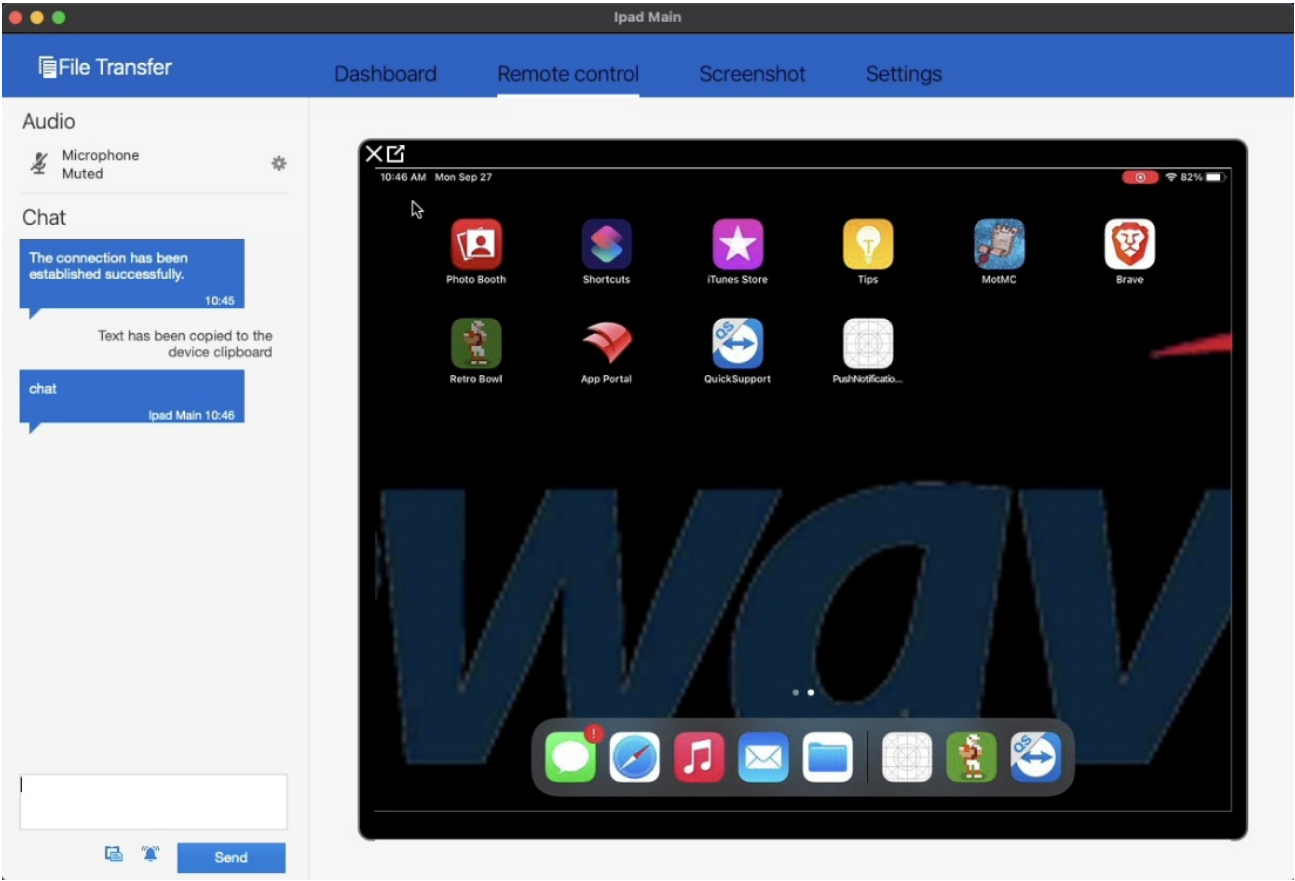 Ipad Main
File Transfer
Dashboard
Remote control
Screenshot
Settings
Audio
Microphone
Muted
Chat
The connection has been
established successfully.
10:45
Text has been copied to the
device clipboard
chat
Ipad Main 10:46
Send
10:46 AM Mon Sep 27
82%
Photo Booth
Shortcuts
iTunes Store
Tips
MotMC
Brave
Retro Bowl
App Portal
QS
QuickSupport
PushNotificatio...
wav
!
QS